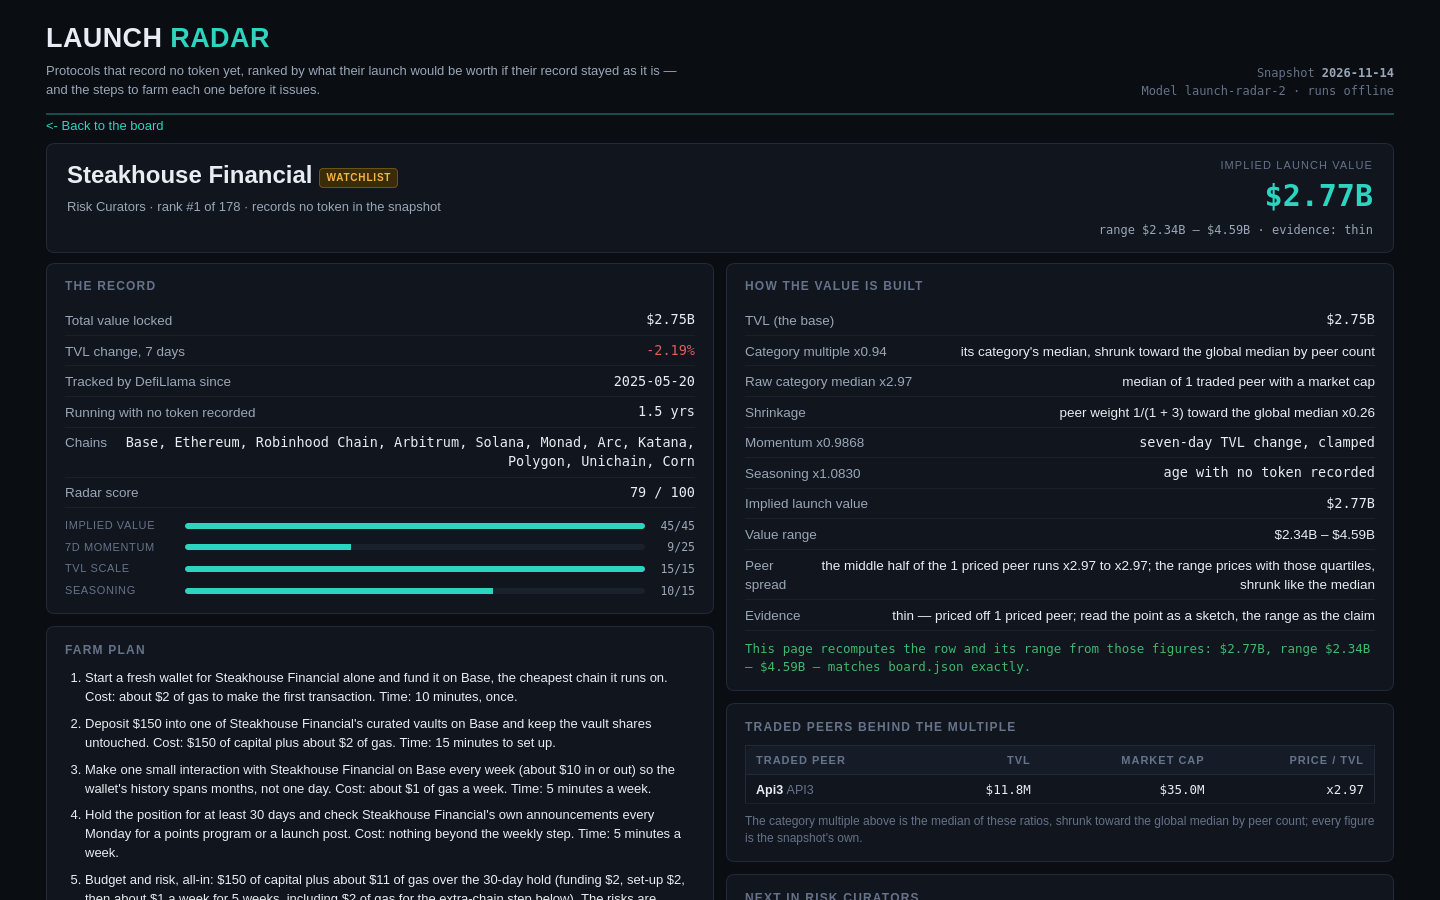 LAUNCH RADAR
Protocols that record no token yet, ranked by what their launch would be worth if their record stayed as it is —
and the steps to farm each one before it issues.
Snapshot 2026-11-14
Model launch-radar-2 · runs offline
<- Back to the board
Steakhouse Financial WATCHLIST
Risk Curators · rank #1 of 178 · records no token in the snapshot
IMPLIED LAUNCH VALUE
$2.77B
range $2.34B – $4.59B · evidence: thin
THE RECORD
Total value locked $2.75B
TVL change, 7 days -2.19%
Tracked by DefiLlama since 2025-05-20
Running with no token recorded 1.5 yrs
Chains Base, Ethereum, Robinhood Chain, Arbitrum, Solana, Monad, Arc, Katana,
Polygon, Unichain, Corn
Radar score 79 / 100
IMPLIED VALUE 45/45
7D MOMENTUM 9/25
TVL SCALE 15/15
SEASONING 10/15
FARM PLAN
1. Start a fresh wallet for Steakhouse Financial alone and fund it on Base, the cheapest chain it runs on.
Cost: about $2 of gas to make the first transaction. Time: 10 minutes, once.
2. Deposit $150 into one of Steakhouse Financial's curated vaults on Base and keep the vault shares
untouched. Cost: $150 of capital plus about $2 of gas. Time: 15 minutes to set up.
3. Make one small interaction with Steakhouse Financial on Base every week (about $10 in or out) so the
wallet's history spans months, not one day. Cost: about $1 of gas a week. Time: 5 minutes a week.
4. Hold the position for at least 30 days and check Steakhouse Financial's own announcements every
Monday for a points program or a launch post. Cost: nothing beyond the weekly step. Time: 5 minutes a
week.
5. Budget and risk, all-in: $150 of capital plus about $11 of gas over the 30-day hold (funding $2, set-up $2,
then about $1 a week for 5 weeks, including $2 of gas for the extra-chain step below). The risks are
HOW THE VALUE IS BUILT
TVL (the base) $2.75B
Category multiple x0.94 its category's median, shrunk toward the global median by peer count
Raw category median x2.97 median of 1 traded peer with a market cap
Shrinkage peer weight 1/(1 + 3) toward the global median x0.26
Momentum x0.9868 seven-day TVL change, clamped
Seasoning x1.0830 age with no token recorded
Implied launch value $2.77B
Value range $2.34B – $4.59B
Peer spread the middle half of the 1 priced peer runs x2.97 to x2.97; the range prices with those quartiles,
shrunk like the median
Evidence thin — priced off 1 priced peer; read the point as a sketch, the range as the claim
This page recomputes the row and its range from those figures: $2.77B, range $2.34B
– $4.59B — matches board.json exactly.
TRADED PEERS BEHIND THE MULTIPLE
TRADED PEER TVL MARKET CAP PRICE / TVL
Api3 API3 $11.8M $35.0M x2.97
The category multiple above is the median of these ratios, shrunk toward the global median by peer count; every figure
is the snapshot's own.
NEXT IN RISK CURATORS